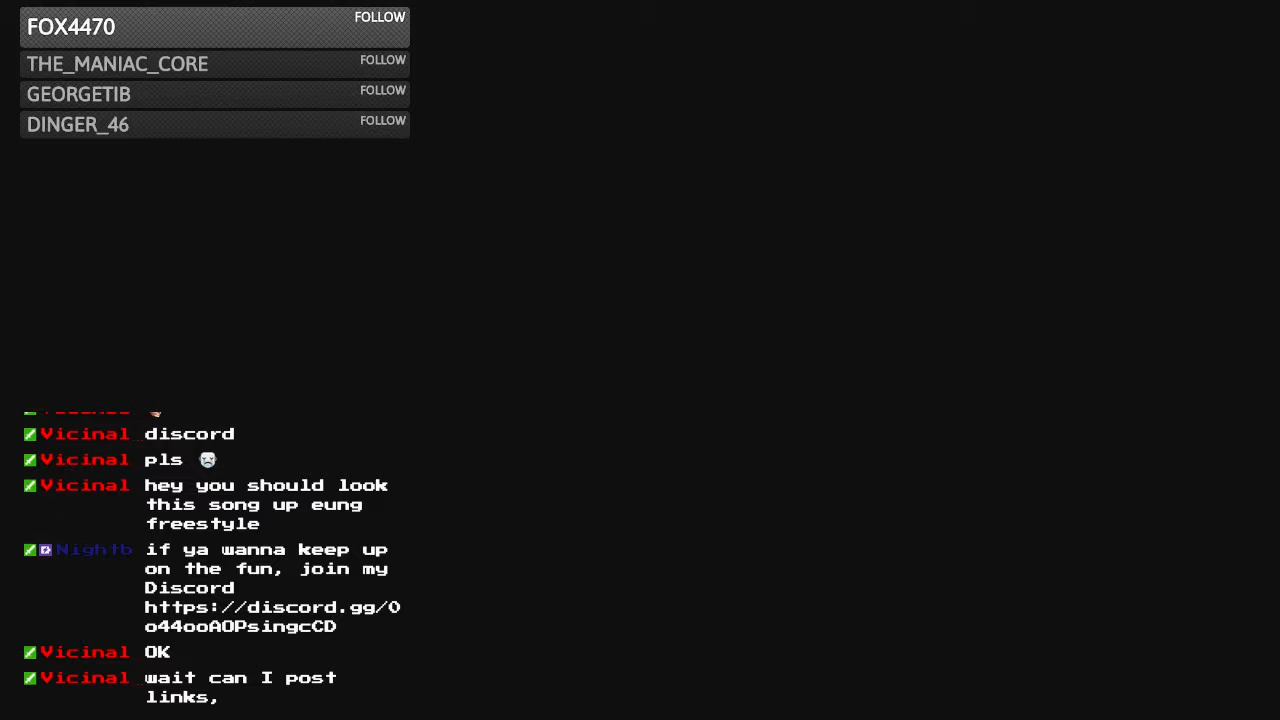 FOX4470 FOLLOW
THE_MANIAC_CORE FOLLOW
GEORGETIB FOLLOW
DINGER_46 FOLLOW
Vicinal discord
Vicinal pls
Vicinal hey you should look
this song up eung
freestyle
Nightb if ya wanna keep up
on the fun, join my
Discord
https://discord.gg/0
o44ooAOPsingcCD
Vicinal OK
Vicinal wait can I post
links,